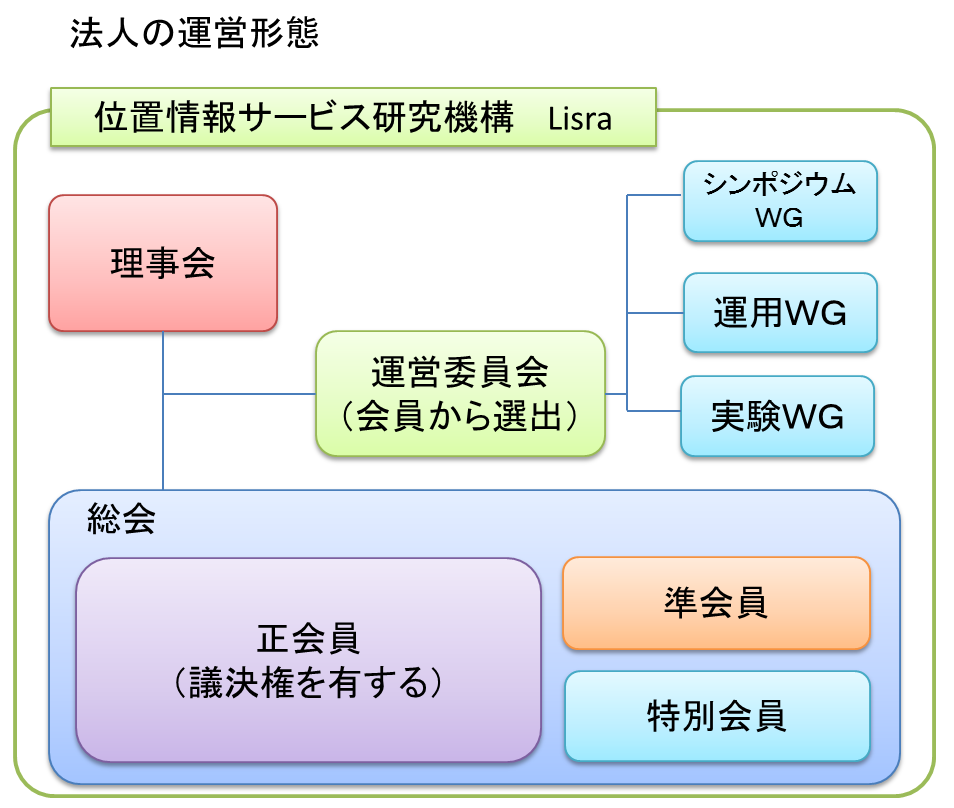 法人の運営形態
位置情報サービス研究機構　Lisra
理事会
シンポジウム
WG
運用ＷＧ
運営委員会
（会員から選出）
実験ＷＧ
総会
正会員
（議決権を有する）
準会員
特別会員